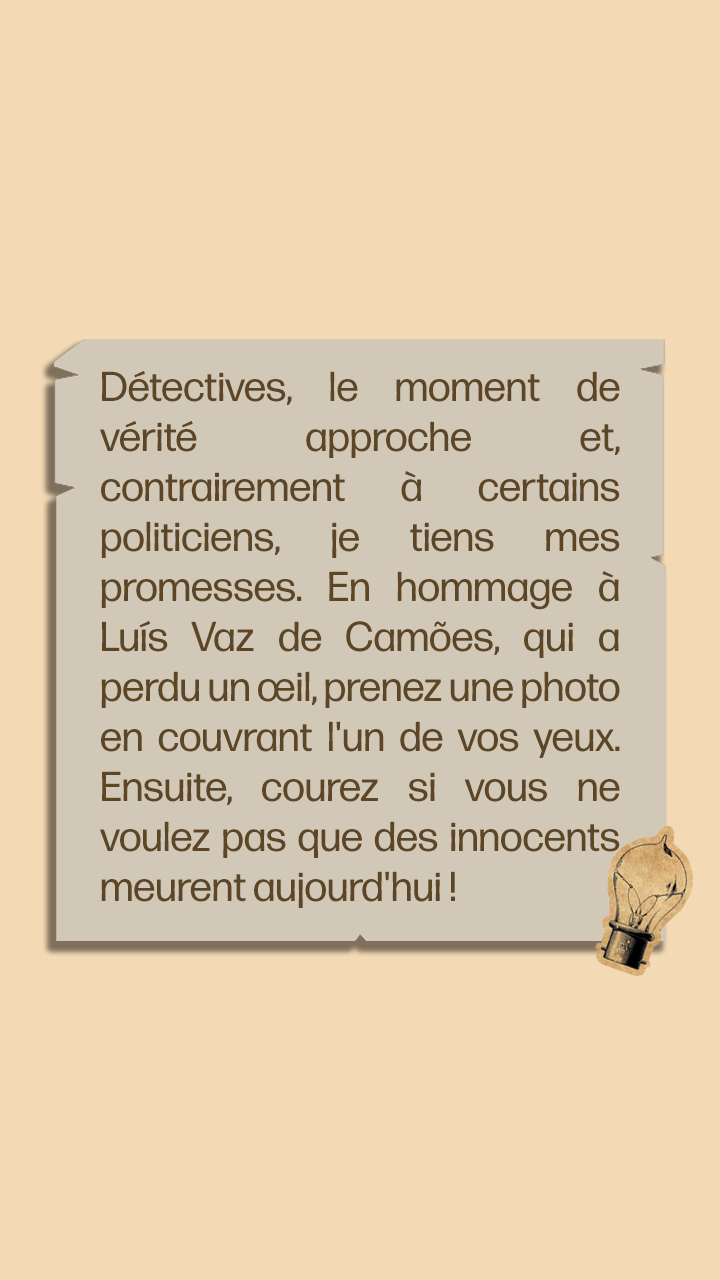 Détectives, le moment de
vérité approche et,
contrairement à certains
politiciens, je tiens mes
promesses. En hommage à
Luís Vaz de Camões, qui a
perdu un œil, prenez une photo
en couvrant l'un de vos yeux.
Ensuite, courez si vous ne
voulez pas que des innocents
meurent aujourd'hui !